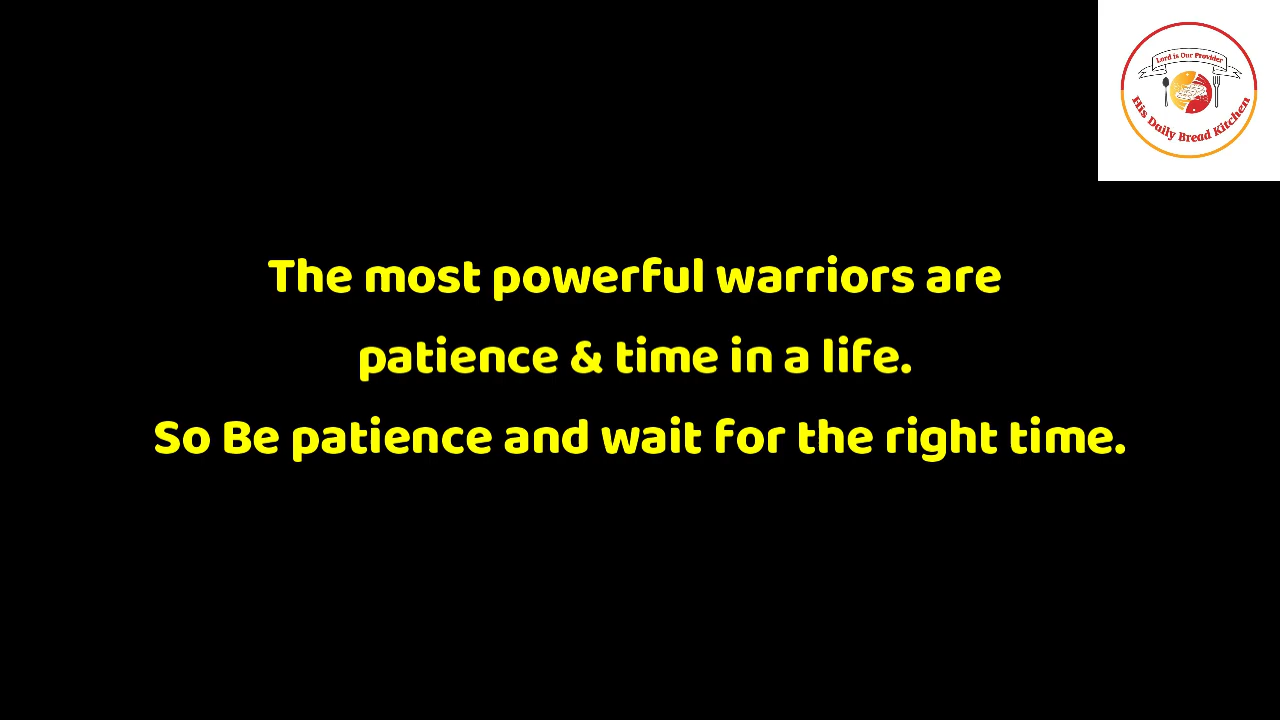 Lord is Our Provider
His Daily Bread Kitchen
The most powerful warriors are
patience & time in a life.
So Be patience and wait for the right time.